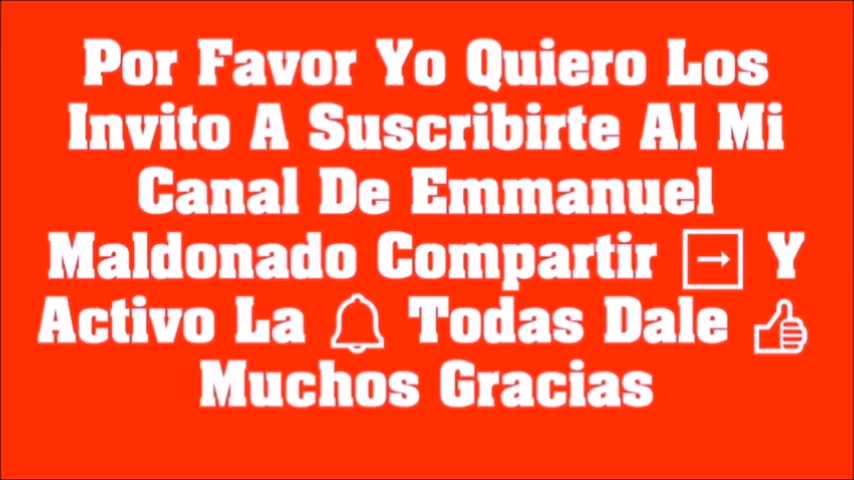 Por Favor Yo Quiero Los
Invito A Suscribirte Al Mi
Canal De Emmanuel
Maldonado Compartir ➡ Y
Activo La 🔔 Todas Dale 👍
Muchos Gracias